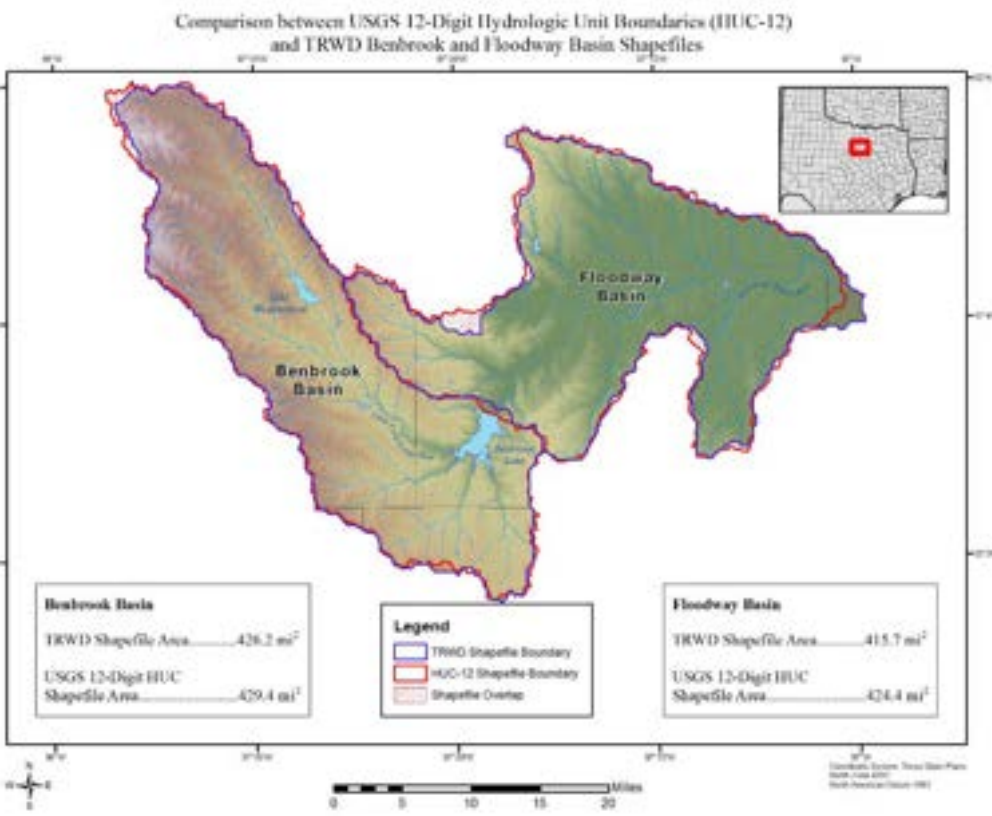 Comparison between USGS 12-Digit Hydrologic Unit Boundaries (HUC-12)
and TRWD Benbrook and Floodway Basin Shapefiles
Floodway
Basin
Benbrook
Basin
Benbrook Basin
TRWD Shapefile Area............426.2 mi²
USGS 12-Digit HUC
Shapefile Area.......................429.4 mi²
Legend
TRWD Shapefile Boundary
HUC-12 Shapefile Boundary
Shapefile Overlap
Floodway Basin
TRWD Shapefile Area............415.7 mi²
USGS 12-Digit HUC
Shapefile Area.......................424.4 mi²
N
W E
S
Miles
0 5 10 15 20